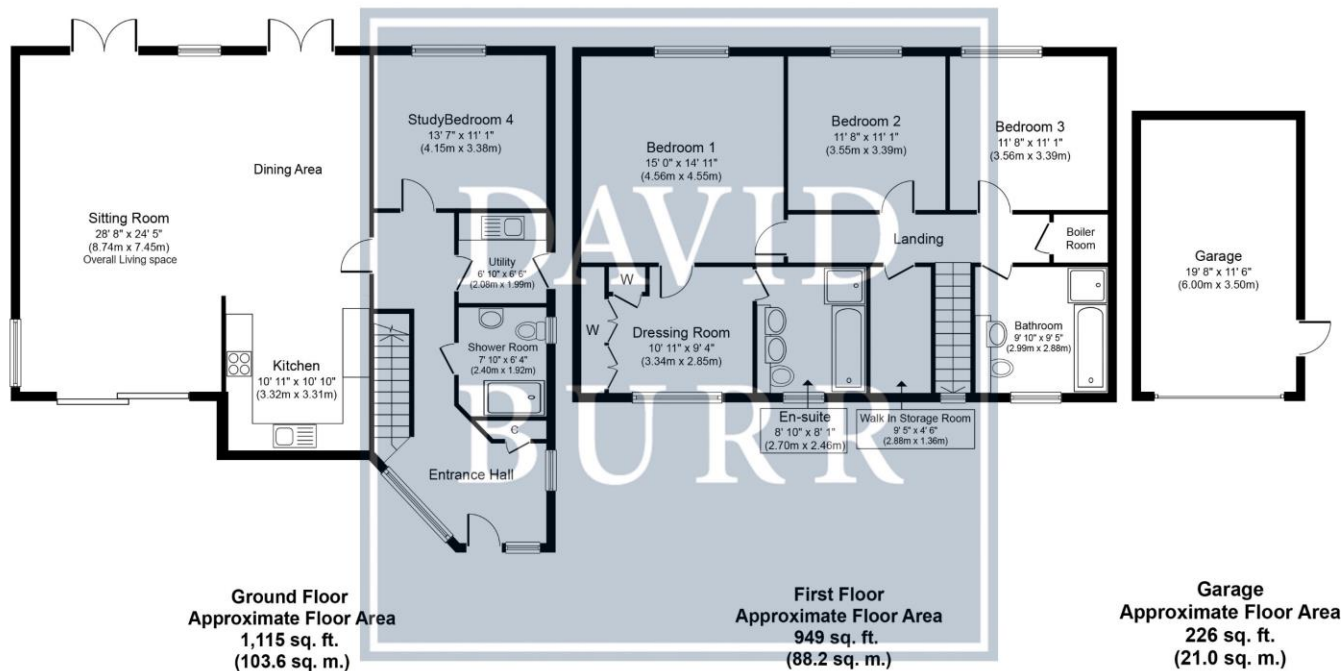 StudyBedroom 4
13' 7" x 11' 1"
(4.15m x 3.38m)
Dining Area
Sitting Room
28' 8" x 24' 5"
(8.74m x 7.45m)
Overall Living space
Utility
6' 10" x 6' 6"
(2.08m x 1.99m)
Shower Room
7' 10" x 6' 4"
(2.40m x 1.92m)
Kitchen
10' 11" x 10' 10"
(3.32m x 3.31m)
C
Entrance Hall
Ground Floor
Approximate Floor Area
1,115 sq. ft.
(103.6 sq. m.)
Bedroom 1
15' 0" x 14' 11"
(4.56m x 4.55m)
Bedroom 2
11' 8" x 11' 1"
(3.55m x 3.39m)
Bedroom 3
11' 8" x 11' 1"
(3.56m x 3.39m)
Landing
Boiler
Room
W
W
Dressing Room
10' 11" x 9' 4"
(3.34m x 2.85m)
Bathroom
9' 10" x 9' 5"
(2.99m x 2.88m)
En-suite
8' 10" x 8' 1"
(2.70m x 2.46m)
Walk In Storage Room
9' 5" x 4' 6"
(2.88m x 1.36m)
First Floor
Approximate Floor Area
949 sq. ft.
(88.2 sq. m.)
Garage
19' 8" x 11' 6"
(6.00m x 3.50m)
Garage
Approximate Floor Area
226 sq. ft.
(21.0 sq. m.)
DAVID
BURR